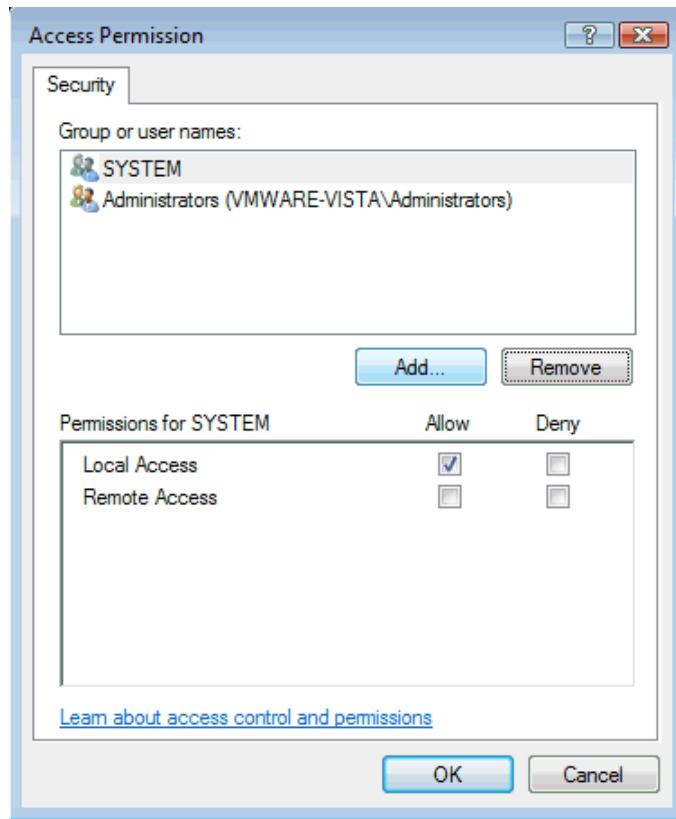 Access Permission
Security
Group or user names:
SYSTEM
Administrators (VMWARE-VISTA\Administrators)
Add... Remove
Permissions for SYSTEM Allow Deny
Local Access
Remote Access
Learn about access control and permissions
OK Cancel